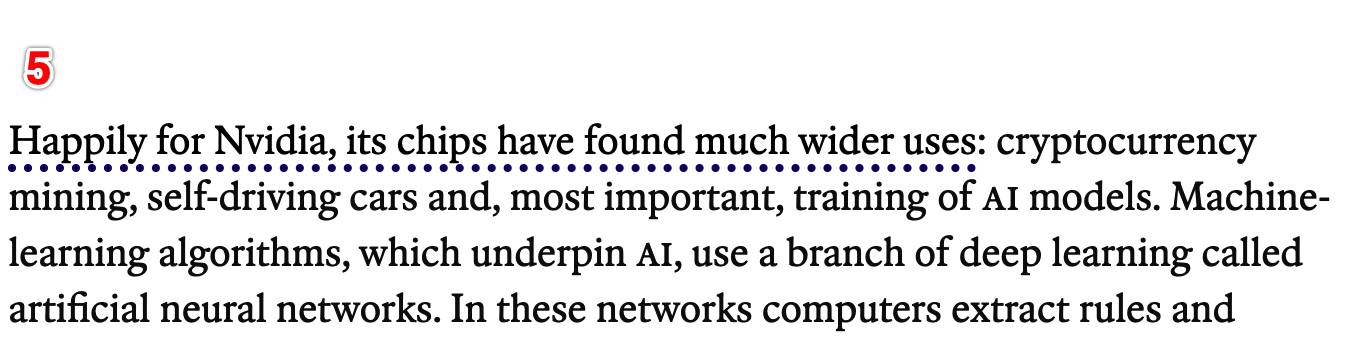 5
Happily for Nvidia, its chips have found much wider uses: cryptocurrency
mining, self-driving cars and, most important, training of AI models. Machine-
learning algorithms, which underpin AI, use a branch of deep learning called
artificial neural networks. In these networks computers extract rules and